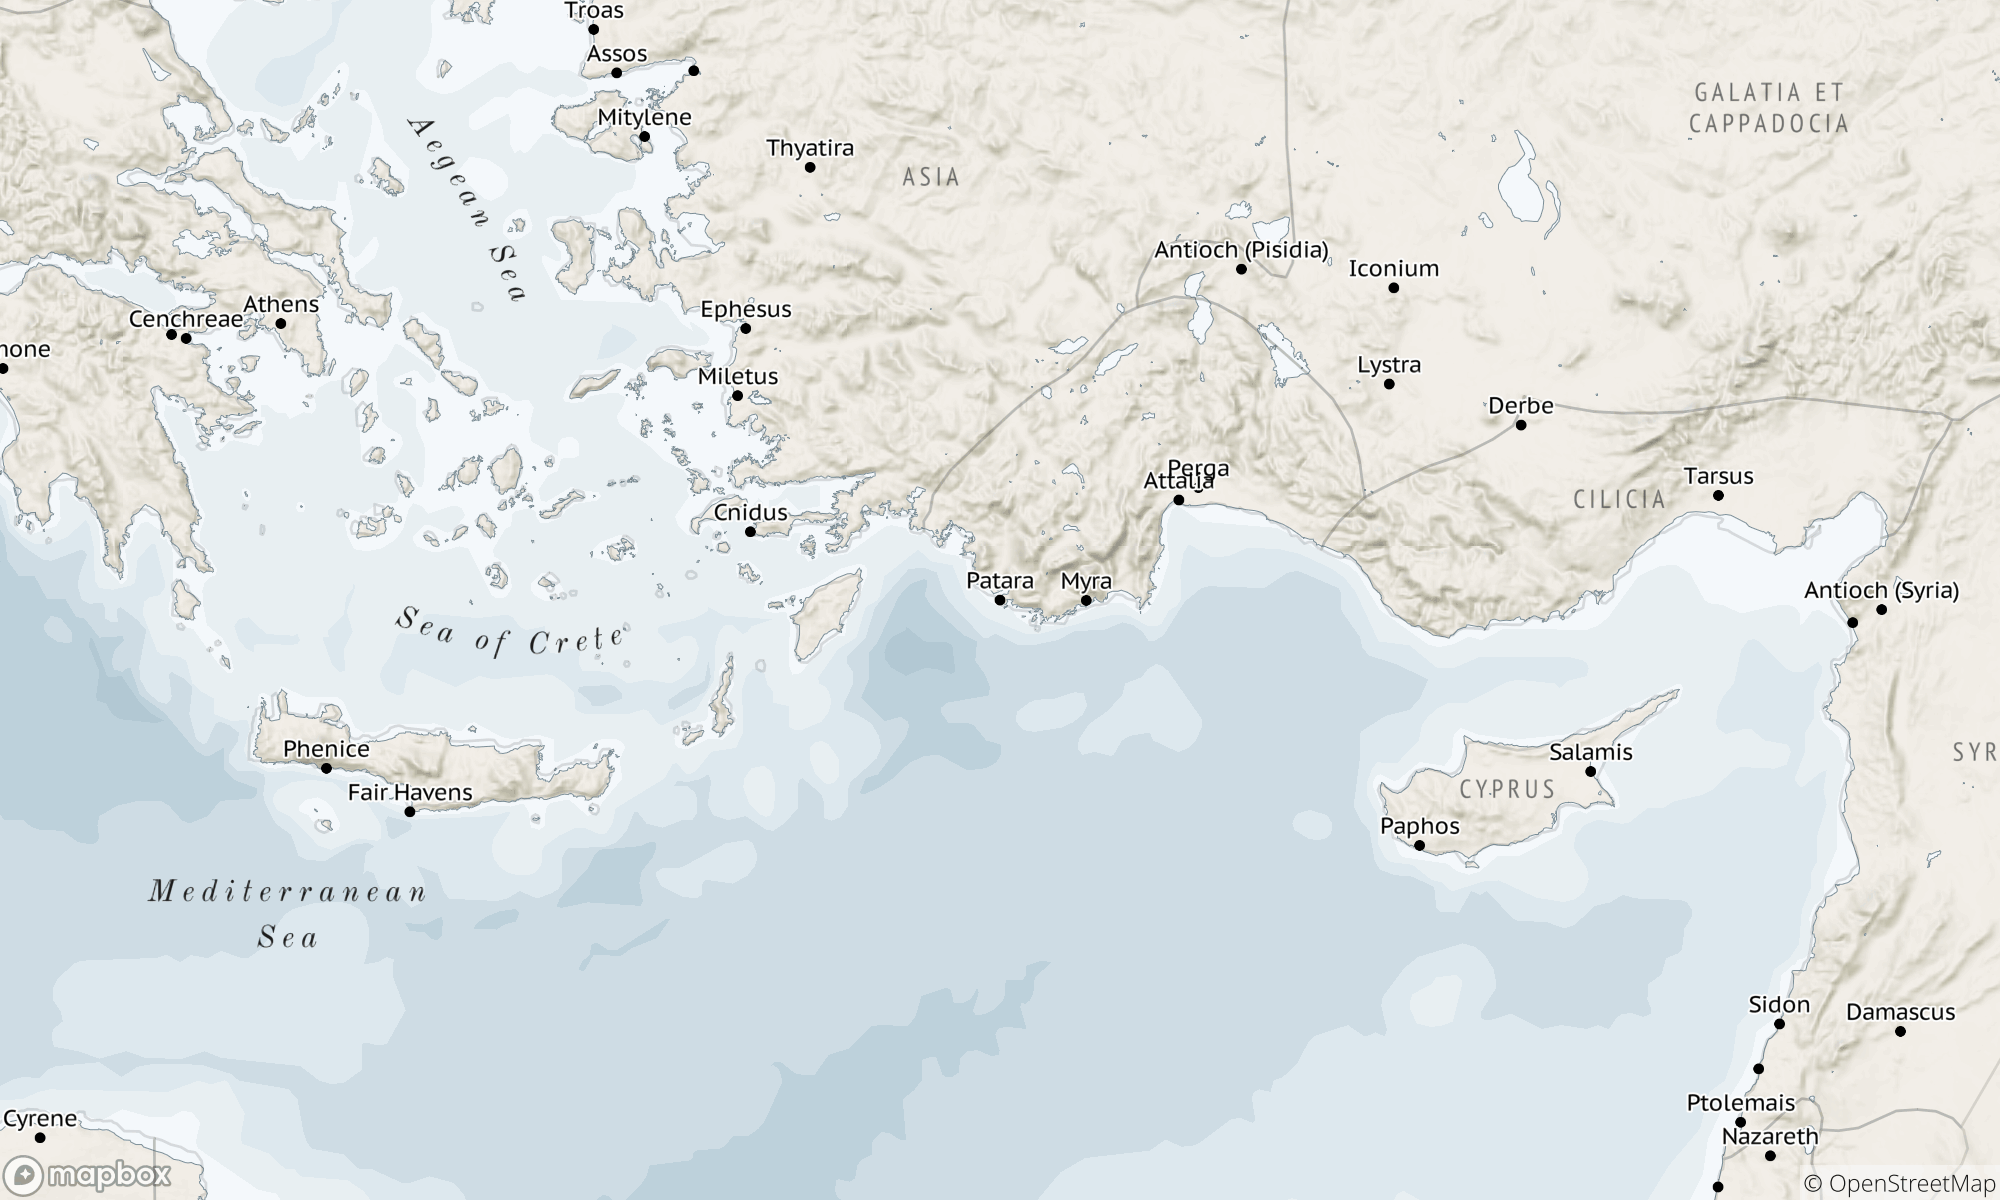 Troas
Assos
Mitylene
Thyatira
ASIA
GALATIA ET
CAPPADOCIA
Aegean Sea
Antioch (Pisidia)
Iconium
Athens
Cenchreae
Ephesus
mone
Miletus
Lystra
Derbe
Perga
Attalia
Tarsus
CILICIA
Cnidus
Patara
Myra
Antioch (Syria)
Sea of Crete
Phenice
Fair Havens
Salamis
CYPRUS
SYR
Paphos
Mediterranean
Sea
Sidon
Damascus
Ptolemais
Nazareth
Cyrene
mapbox
© OpenStreetMap